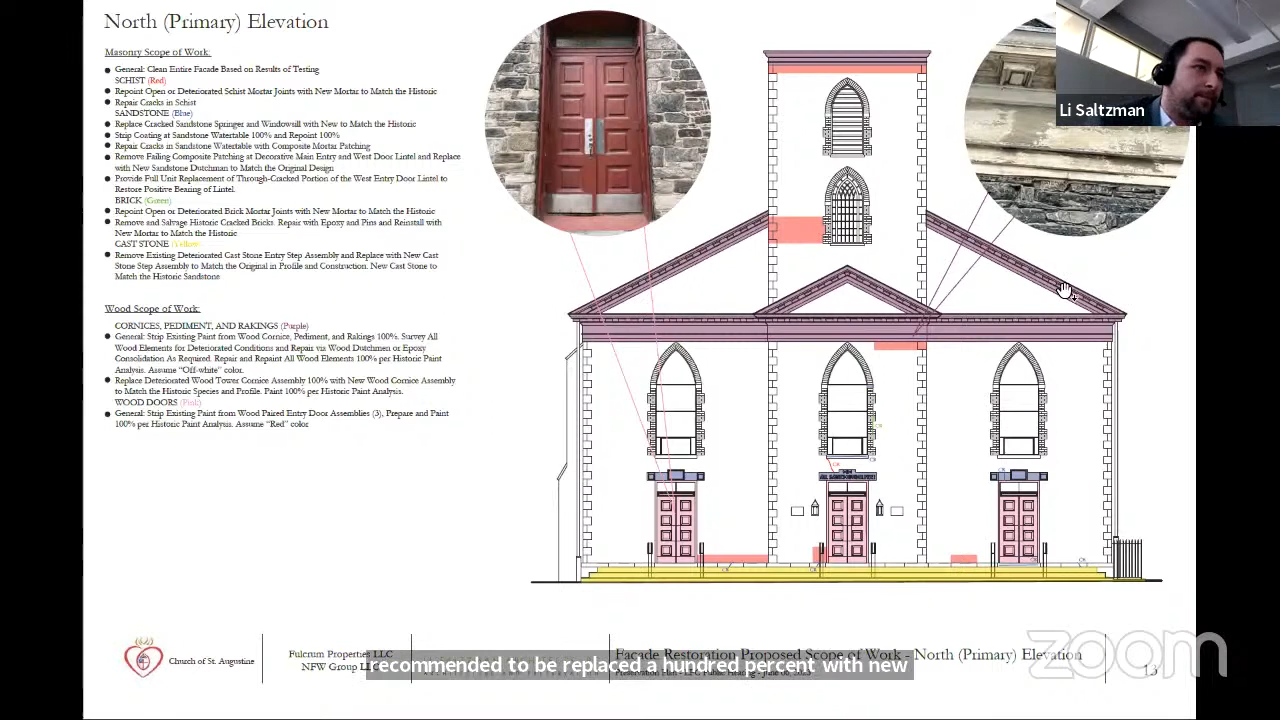 North (Primary) Elevation
Masonry Scope of Work:
General: Clean Entire Facade Based on Results of Testing
SCHIST (Red)
Repoint Open or Deteriorated Schist Mortar Joints with New Mortar to Match the Historic
Repair Cracks in Schist
SANDSTONE (Blue)
Replace Cracked Sandstone Springer and Windowsill with New to Match the Historic
Strip Coating at Sandstone Watertable 100% and Repoint 100%
Repair Cracks in Sandstone Watertable with Composite Mortar Patching
Remove Failing Composite Patching at Decorative Main Entry and West Door Lintel and Replace
with New Sandstone Dutchman to Match the Original Design
Provide Full Unit Replacement of Through-Cracked Portion of the West Entry Door Lintel to
Restore Positive Bearing of Lintel.
BRICK (Green)
Repoint Open or Deteriorated Brick Mortar Joints with New Mortar to Match the Historic
Remove and Salvage Historic Cracked Bricks. Repair with Epoxy and Pins and Reinstall with
New Mortar to Match the Historic
CAST STONE (Yellow)
Remove Existing Deteriorated Cast Stone Entry Step Assembly and Replace with New Cast
Stone Step Assembly to Match the Original in Profile and Construction. New Cast Stone to
Match the Historic Sandstone
Wood Scope of Work:
CORNICES, PEDIMENT, AND RAKINGS (Purple)
General: Strip Existing Paint from Wood Cornice, Pediment, and Rakings 100%. Survey All
Wood Elements for Deteriorated Conditions and Repair via Wood Dutchmen or Epoxy
Consolidation As Required. Repair and Repaint All Wood Elements 100% per Historic Paint
Analysis. Assume "Off-white" color.
Replace Deteriorated Wood Tower Cornice Assembly 100% with New Wood Cornice Assembly
to Match the Historic Species and Profile. Paint 100% per Historic Paint Analysis.
WOOD DOORS (Pink)
General: Strip Existing Paint from Wood Paired Entry Door Assemblies (3), Prepare and Paint
100% per Historic Paint Analysis. Assume "Red" color
Li Saltzman
Church of St. Augustine
Fulcrum Properties LLC
NFW Group
recommended to be replaced a hundred percent with new
Façade Restoration Proposed Scope of Work - North (Primary) Elevation
13
zoom